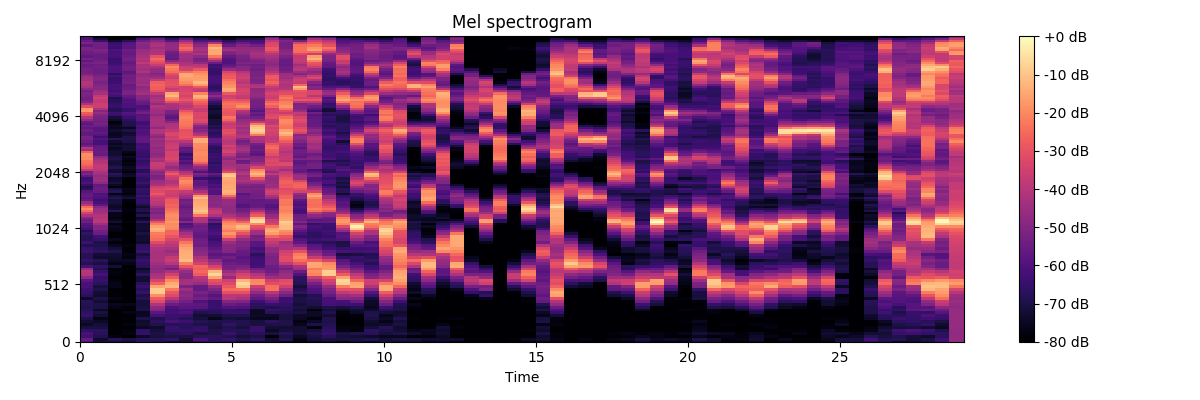 Mel spectrogram
Hz
8192
4096
2048
1024
512
0
0 5 10 15 20 25
Time
+0 dB
-10 dB
-20 dB
-30 dB
-40 dB
-50 dB
-60 dB
-70 dB
-80 dB